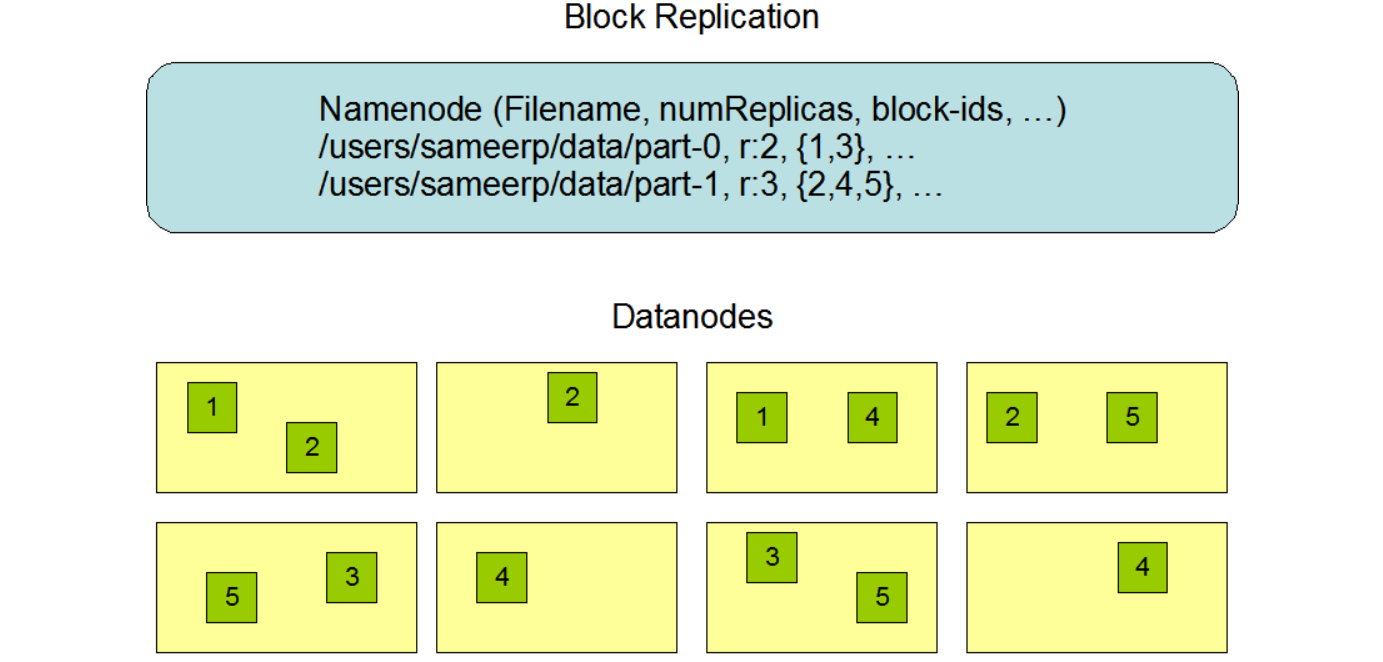 Block Replication
Namenode (Filename, numReplicas, block-ids, …)
/users/sameerp/data/part-0, r:2, {1,3}, …
/users/sameerp/data/part-1, r:3, {2,4,5}, …
Datanodes
1
2
2
1 4
2 5
5 3
4
3
5
4